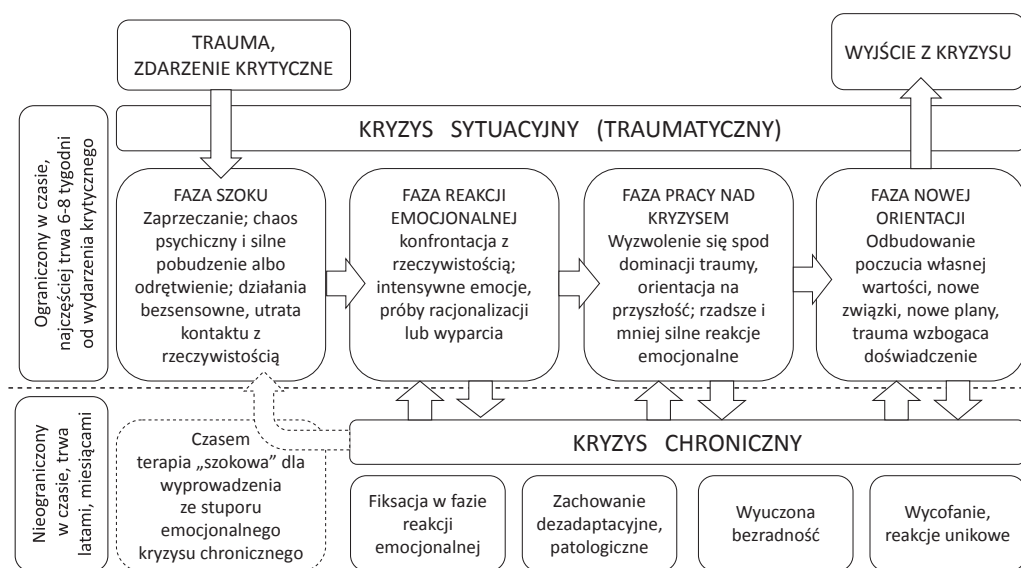 TRAUMA,
ZDARZENIE KRYTYCZNE
WYJŚCIE Z KRYZYSU
KRYZYS SYTUACYJNY (TRAUMATYCZNY)
Ograniczony w czasie,
najczęściej trwa 6-8 tygodni
od wydarzenia krytycznego
FAZA SZOKU
Zaprzeczanie; chaos
psychiczny i silne
pobudzenie albo
odrętwienie; działania
bezsensowne, utrata
kontaktu z
rzeczywistością
FAZA REAKCJI
EMOCJONALNEJ
konfrontacja z
rzeczywistością;
intensywne emocje,
próby racjonalizacji
lub wyparcia
FAZA PRACY NAD
KRYZYSEM
Wyzwolenie się spod
dominacji traumy,
orientacja na
przyszłość; rzadsze i
mniej silne reakcje
emocjonalne
FAZA NOWEJ
ORIENTACJI
Odbudowanie
poczucia własnej
wartości, nowe
związki, nowe plany,
trauma wzbogaca
doświadczenie
Nieograniczony
w czasie, trwa
latami, miesiącami
Czasem
terapia „szokowa” dla
wyprowadzenia
ze stuporu
emocjonalnego
kryzysu chronicznego
KRYZYS CHRONICZNY
Fiksacja w fazie
reakcji
emocjonalnej
Zachowanie
dezadaptacyjne,
patologiczne
Wyuczona
bezradność
Wycofanie,
reakcje unikowe